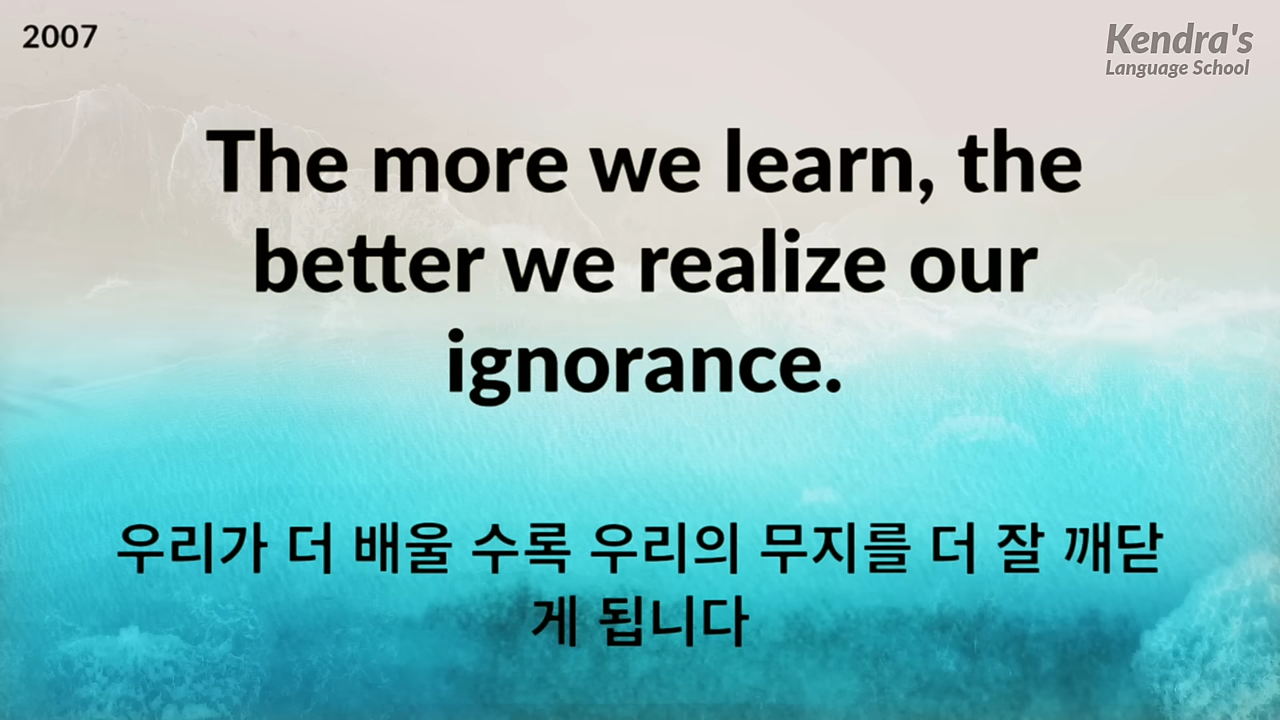 2007
Kendra's
Language School
The more we learn, the
better we realize our
ignorance.
우리가 더 배울 수록 우리의 무지를 더 잘 깨닫
게 됩니다